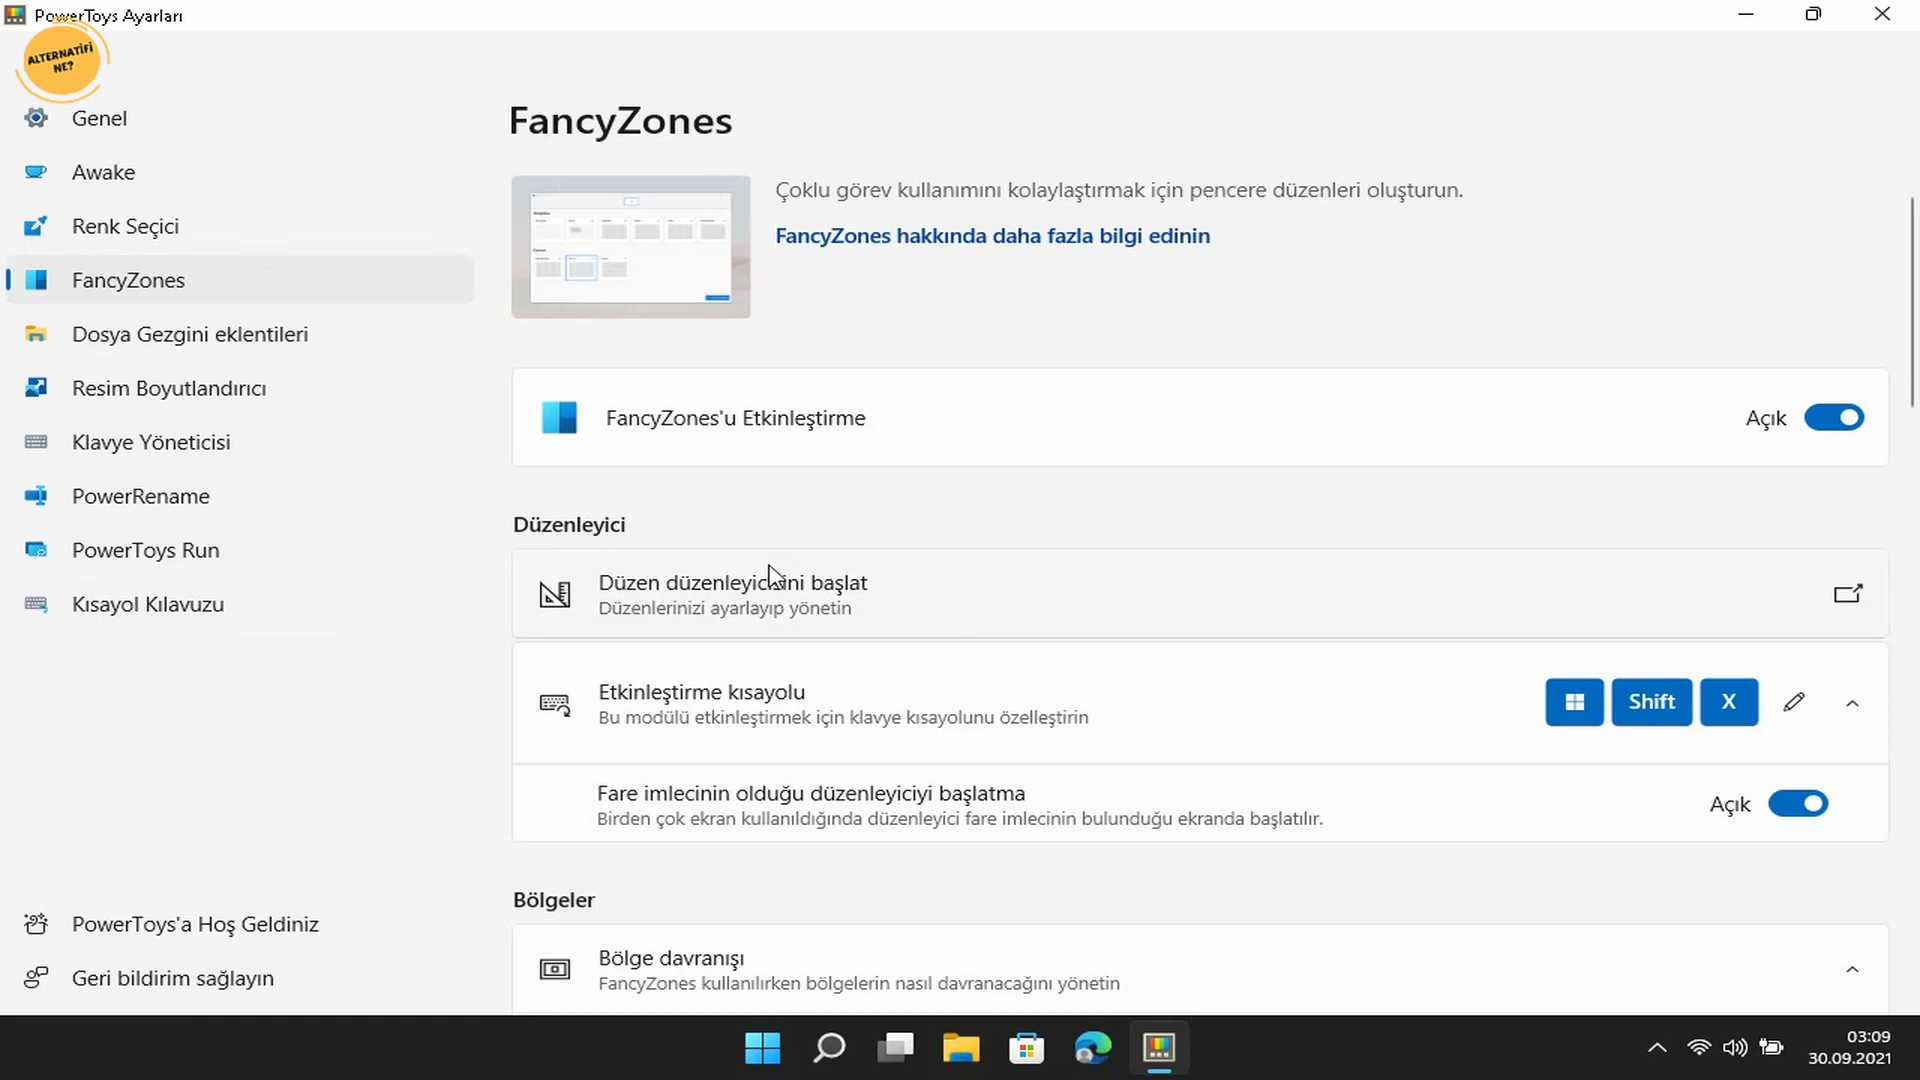 PowerToys Ayarları
ALTERNATİFİ
NE?
Genel
Awake
Renk Seçici
FancyZones
Dosya Gezgini eklentileri
Resim Boyutlandırıcı
Klavye Yöneticisi
PowerRename
PowerToys Run
Kısayol Kılavuzu
PowerToys'a Hoş Geldiniz
Geri bildirim sağlayın
FancyZones
Çoklu görev kullanımını kolaylaştırmak için pencere düzenleri oluşturun.
FancyZones hakkında daha fazla bilgi edinin
FancyZones'u Etkinleştirme
Açık
Düzenleyici
Düzen düzenleyicisini başlat
Düzenlerinizi ayarlayıp yönetin
Etkinleştirme kısayolu
Bu modülü etkinleştirmek için klavye kısayolunu özelleştirin
Shift
X
Fare imlecinin olduğu düzenleyiciyi başlatma
Birden çok ekran kullanıldığında düzenleyici fare imlecinin bulunduğu ekranda başlatılır.
Açık
Bölgeler
Bölge davranışı
FancyZones kullanılırken bölgelerin nasıl davranacağını yönetin
03:09
30.09.2021